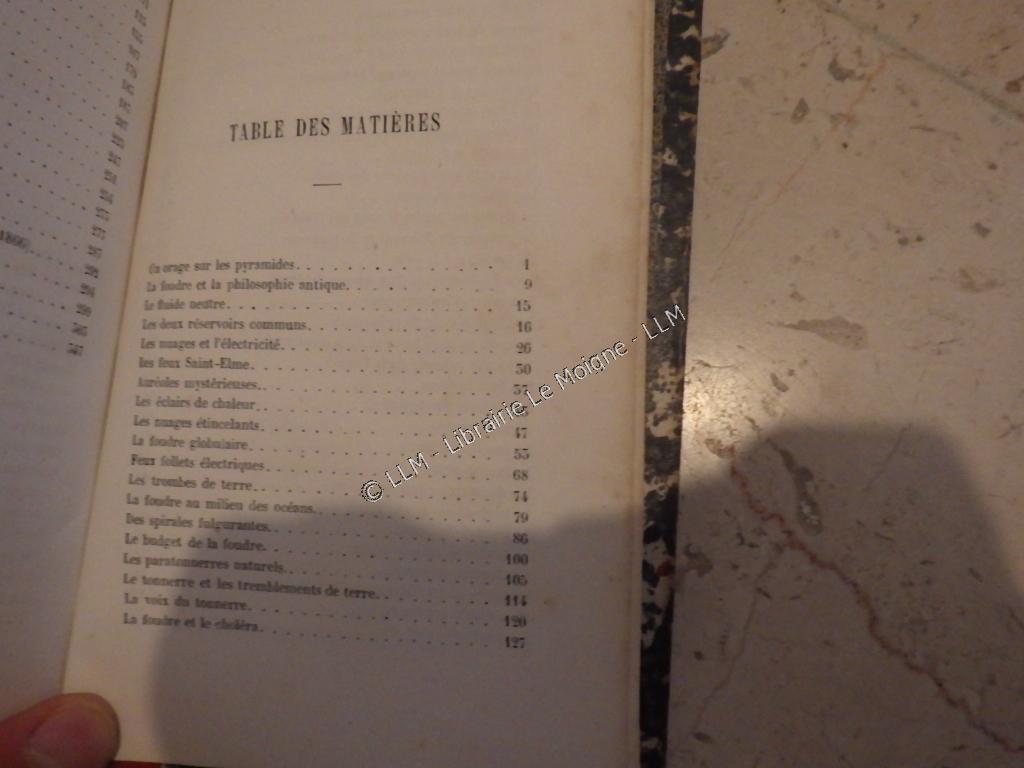 TABLE DES MATIÈRES
Un orage sur les pyramides. 1
La foudre et la philosophie antique. 9
Le fluide neutre. 15
Les deux réservoirs communs. 16
Les nuages et l'électricité. 26
Les feux Saint-Elme. 30
Auréoles mystérieuses. 37
Les éclairs de chaleur.
Les nuages étincelants. 47
La foudre globulaire. 53
Feux follets électriques. 68
Les trombes de terre. 74
La foudre au milieu des océans. 79
Des spirales fulgurantes. 86
Le budget de la foudre. 100
Les paratonnerres naturels. 105
Le tonnerre et les tremblements de terre. 114
La voix du tonnerre. 120
La foudre et le choléra. 127
© LLM - Librairie Le Moigne - LLM